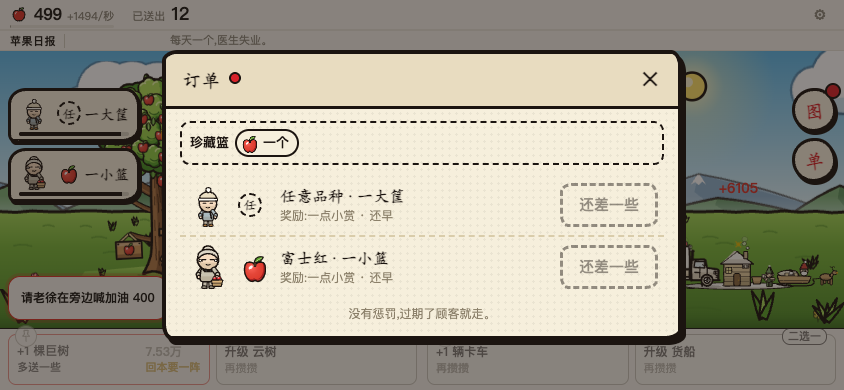 499 +1494/秒 已送出 12
苹果日报 每天一个,医生失业。
订单
任 一大筐
图
珍藏篮 一个
一小篮
单
+6105
任 任意品种 · 一大筐
奖励:一点小赏 · 还早
还差一些
富士红 · 一小篮
奖励:一点小赏 · 还早
还差一些
请老徐在旁边喊加油 400
没有惩罚,过期了顾客就走。
二选一
+1 棵巨树 7.53万
多送一些 回本要一阵
升级 云树
再攒攒
+1 辆卡车
再攒攒
升级 货船
再攒攒